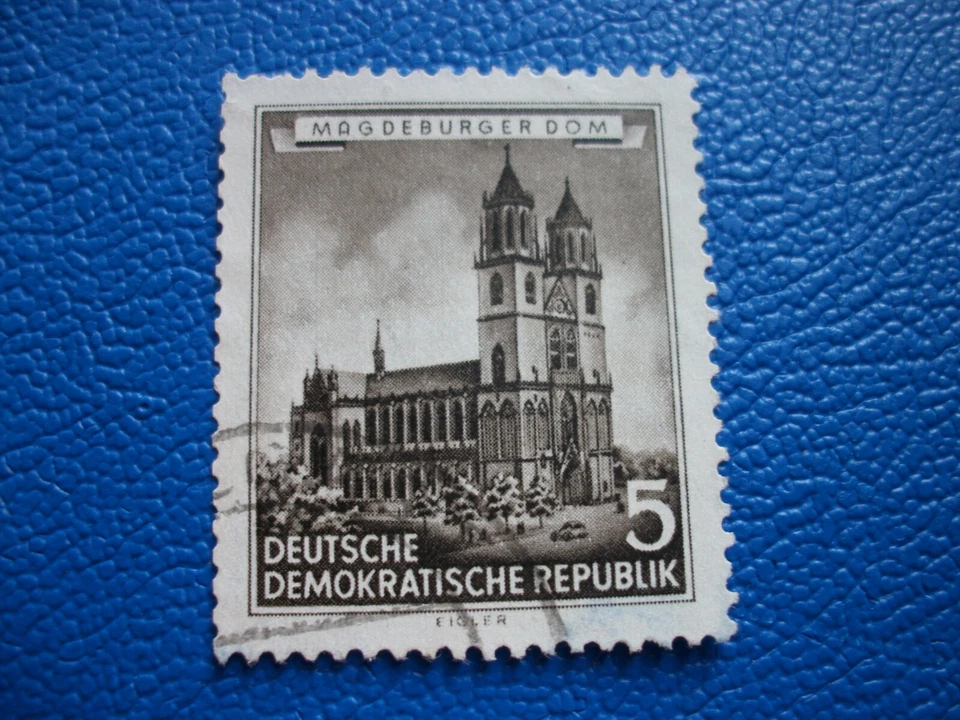 MAGDEBURGER DOM
5
DEUTSCHE
DEMOKRATISCHE REPUBLIK
EIGLER